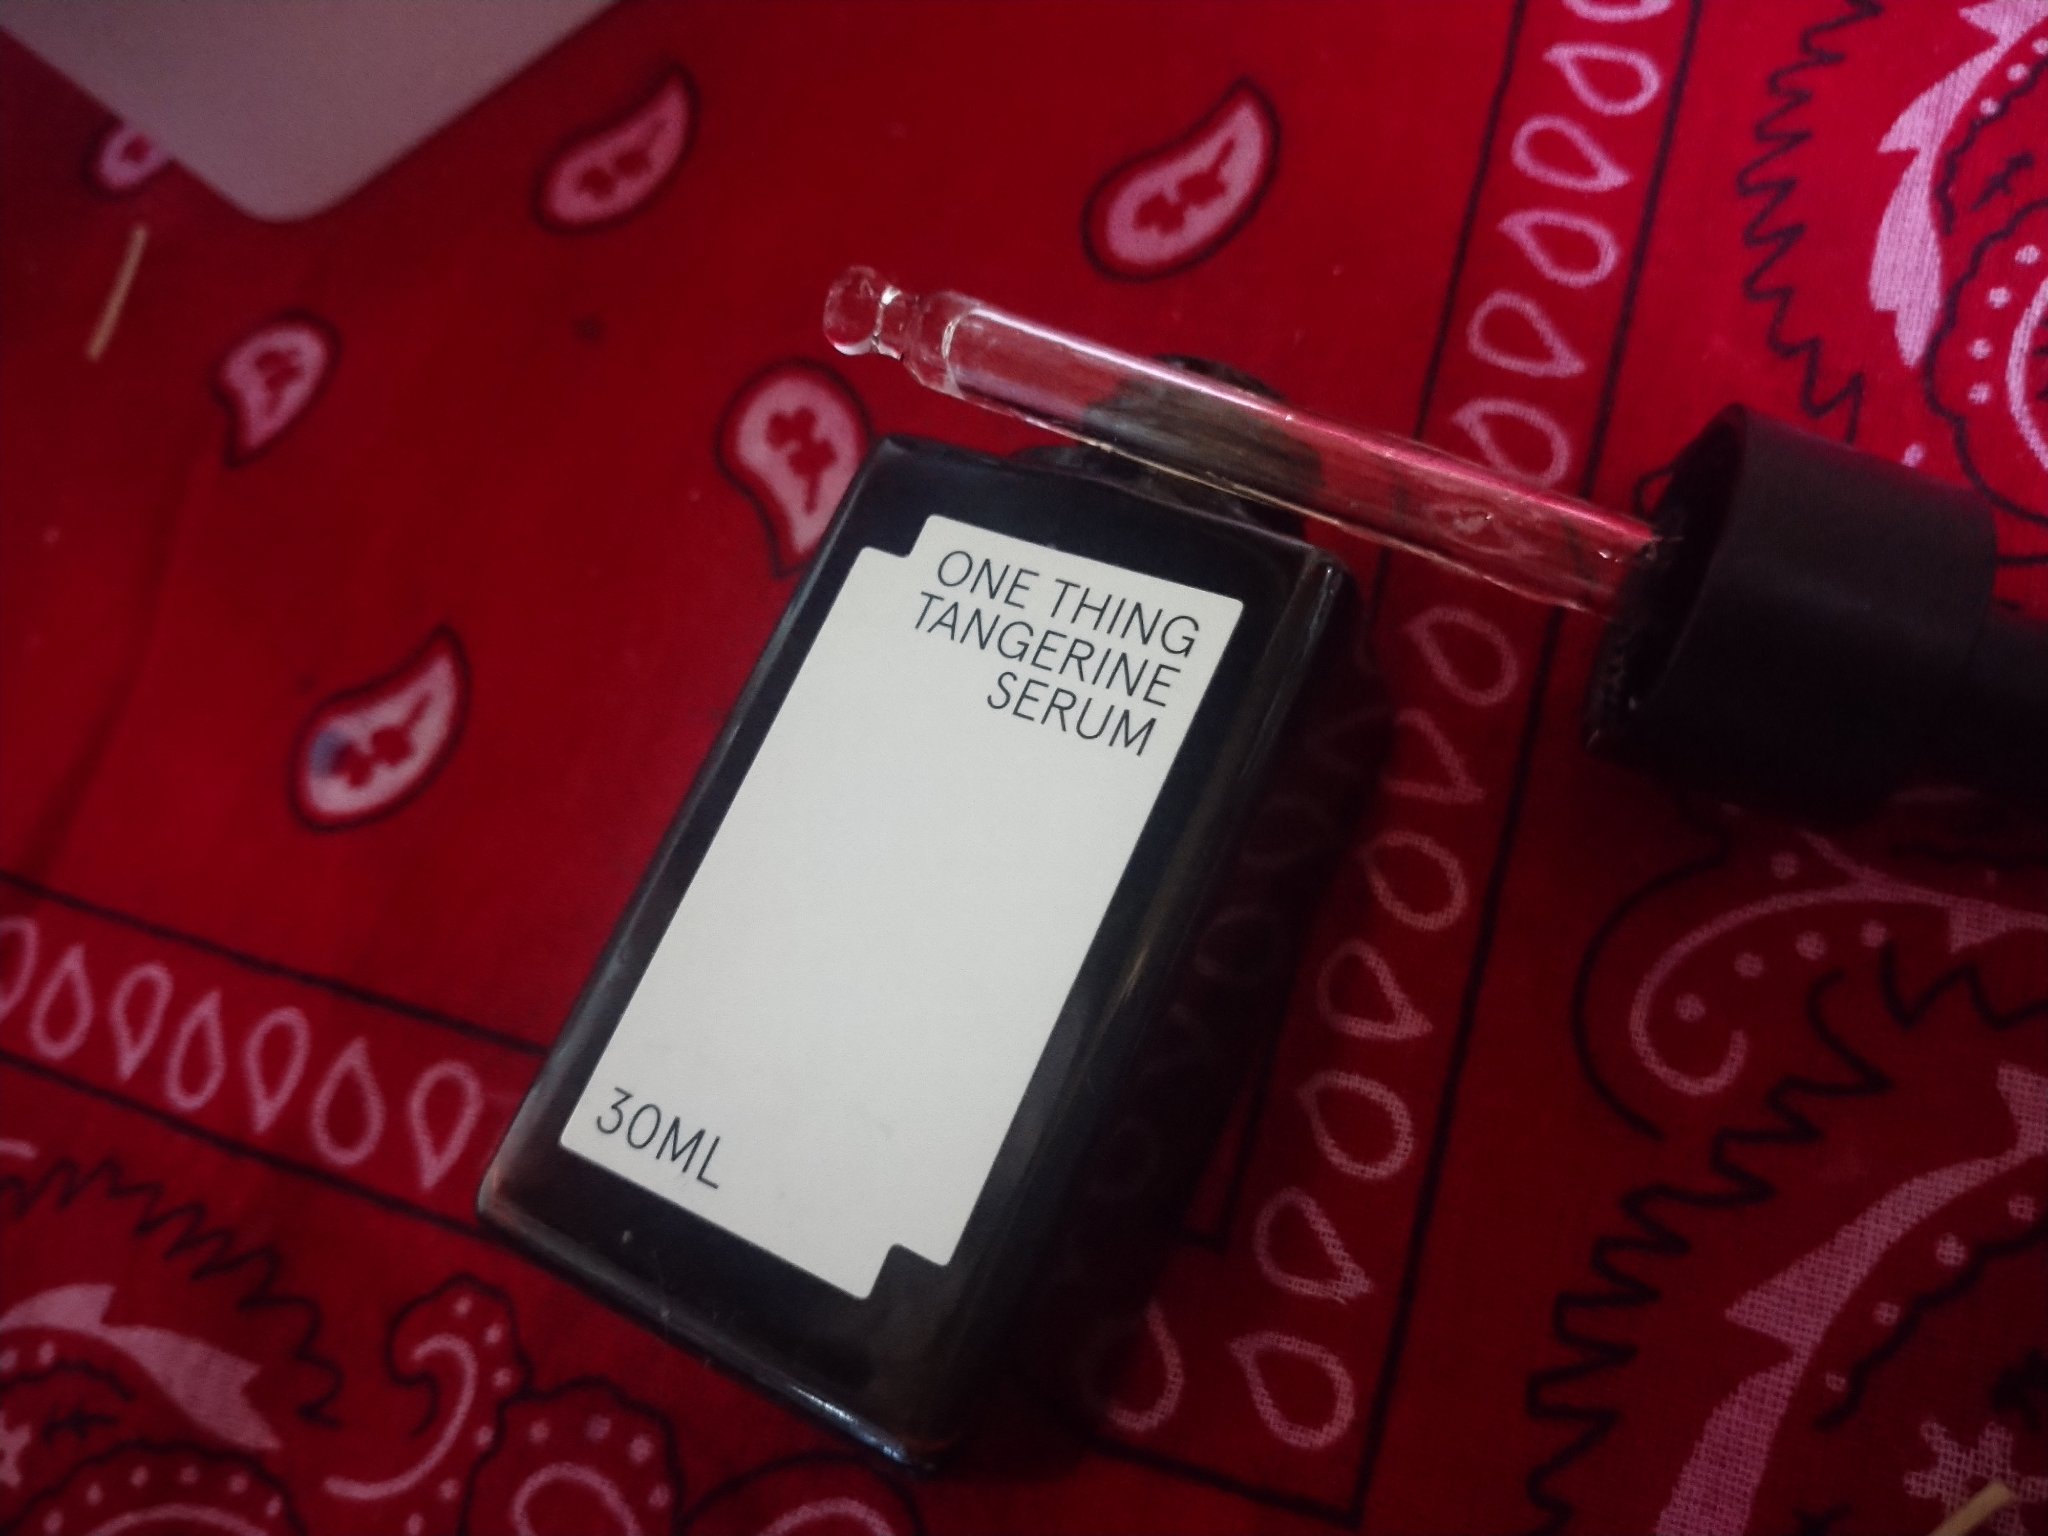 ONE THING
TANGERINE
SERUM
30ML